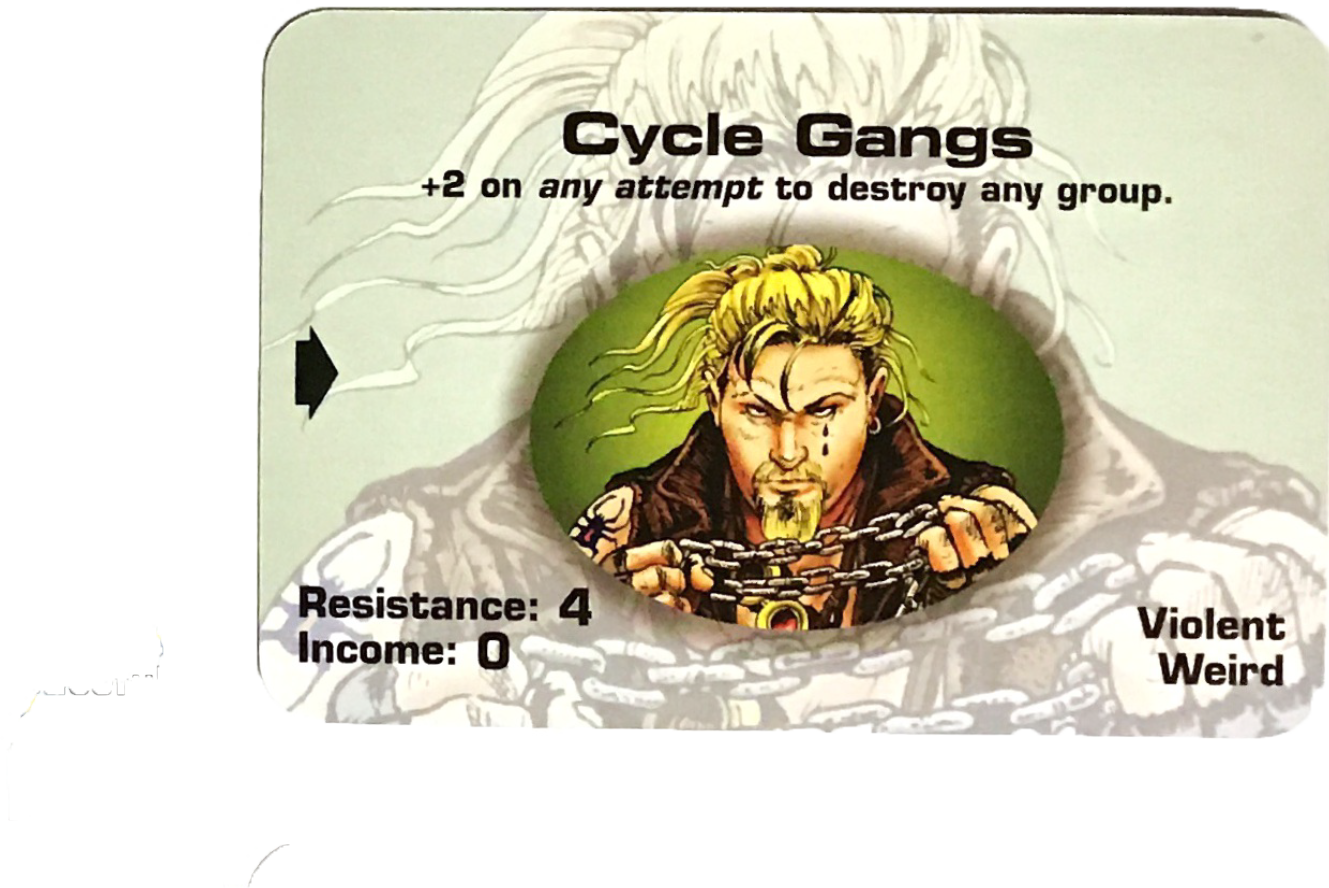 Cycle Gangs
+2 on any attempt to destroy any group.
Resistance: 4
Income: 0
Violent
Weird